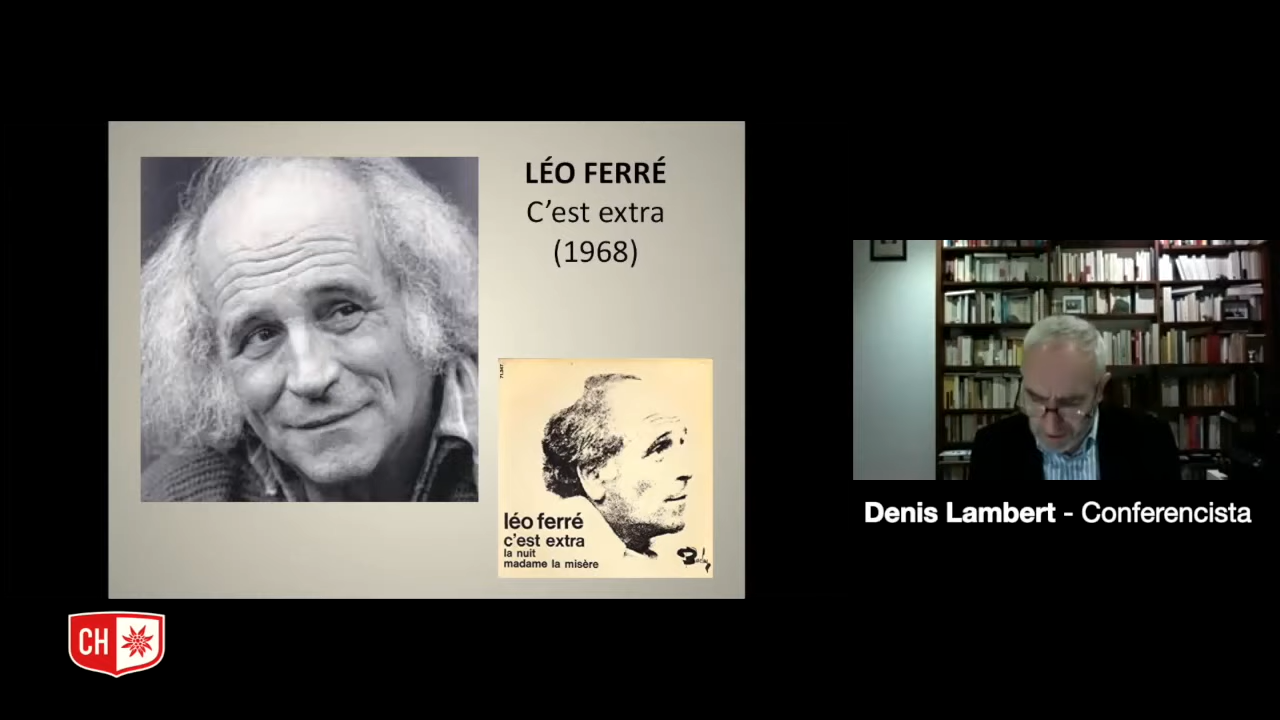 LÉO FERRÉ
C’est extra
(1968)
léo ferré
c'est extra
la nuit
madame la misère
Denis Lambert - Conferencista
CH